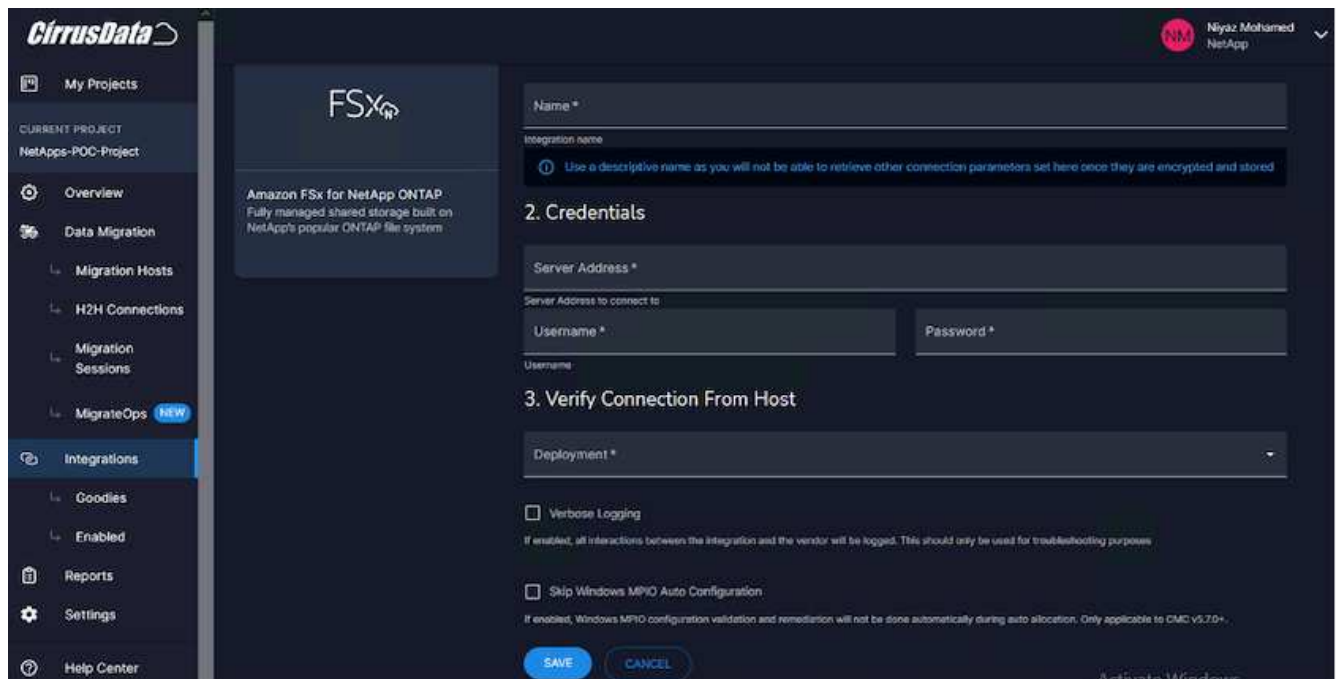 CirrusData
NM
Niyaz Mohamed
NetApp
My Projects
CURRENT PROJECT
NetApps-POC-Project
Overview
Data Migration
Migration Hosts
H2H Connections
Migration
Sessions
MigrateOps NEW
Integrations
Goodies
Enabled
Reports
Settings
Help Center
FSx
Amazon FSx for NetApp ONTAP
Fully managed shared storage built on
NetApp's popular ONTAP file system
Name *
Integration name
Use a descriptive name as you will not be able to retrieve other connection parameters set here once they are encrypted and stored
2. Credentials
Server Address *
Server Address to connect to
Username * Password *
Username
3. Verify Connection From Host
Deployment *
Verbose Logging
If enabled, all interactions between the integration and the vendor will be logged. This should only be used for troubleshooting purposes
Skip Windows MPIO Auto Configuration
If enabled, Windows MPIO configuration validation and remediation will not be done automatically during auto allocation. Only applicable to CMC v5.7.0+.
SAVE CANCEL
Activate Windows